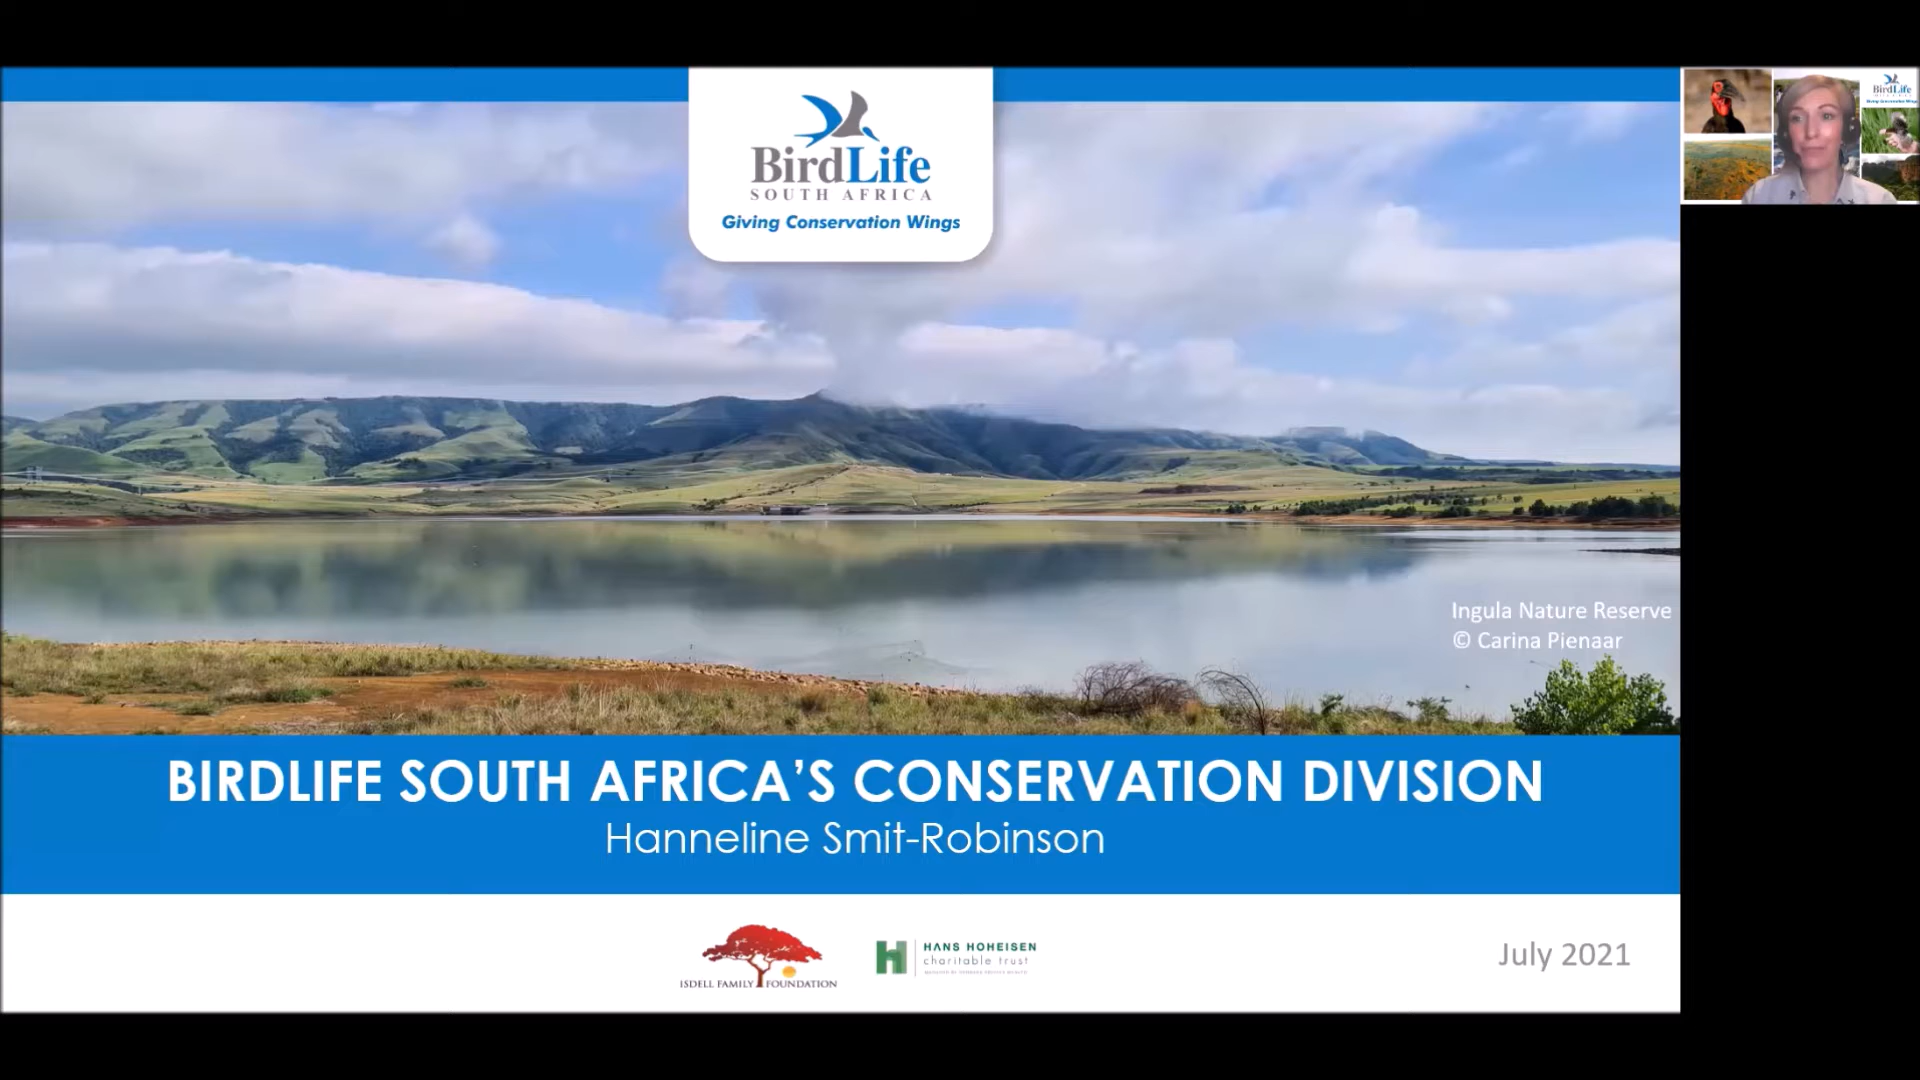 BirdLife
SOUTH AFRICA
Giving Conservation Wings
BirdLife
Ingula Nature Reserve
© Carina Pienaar
BIRDLIFE SOUTH AFRICA’S CONSERVATION DIVISION
Hanneline Smit-Robinson
ISDELL FAMILY FOUNDATION
HANS HOHEISEN
charitable trust
July 2021